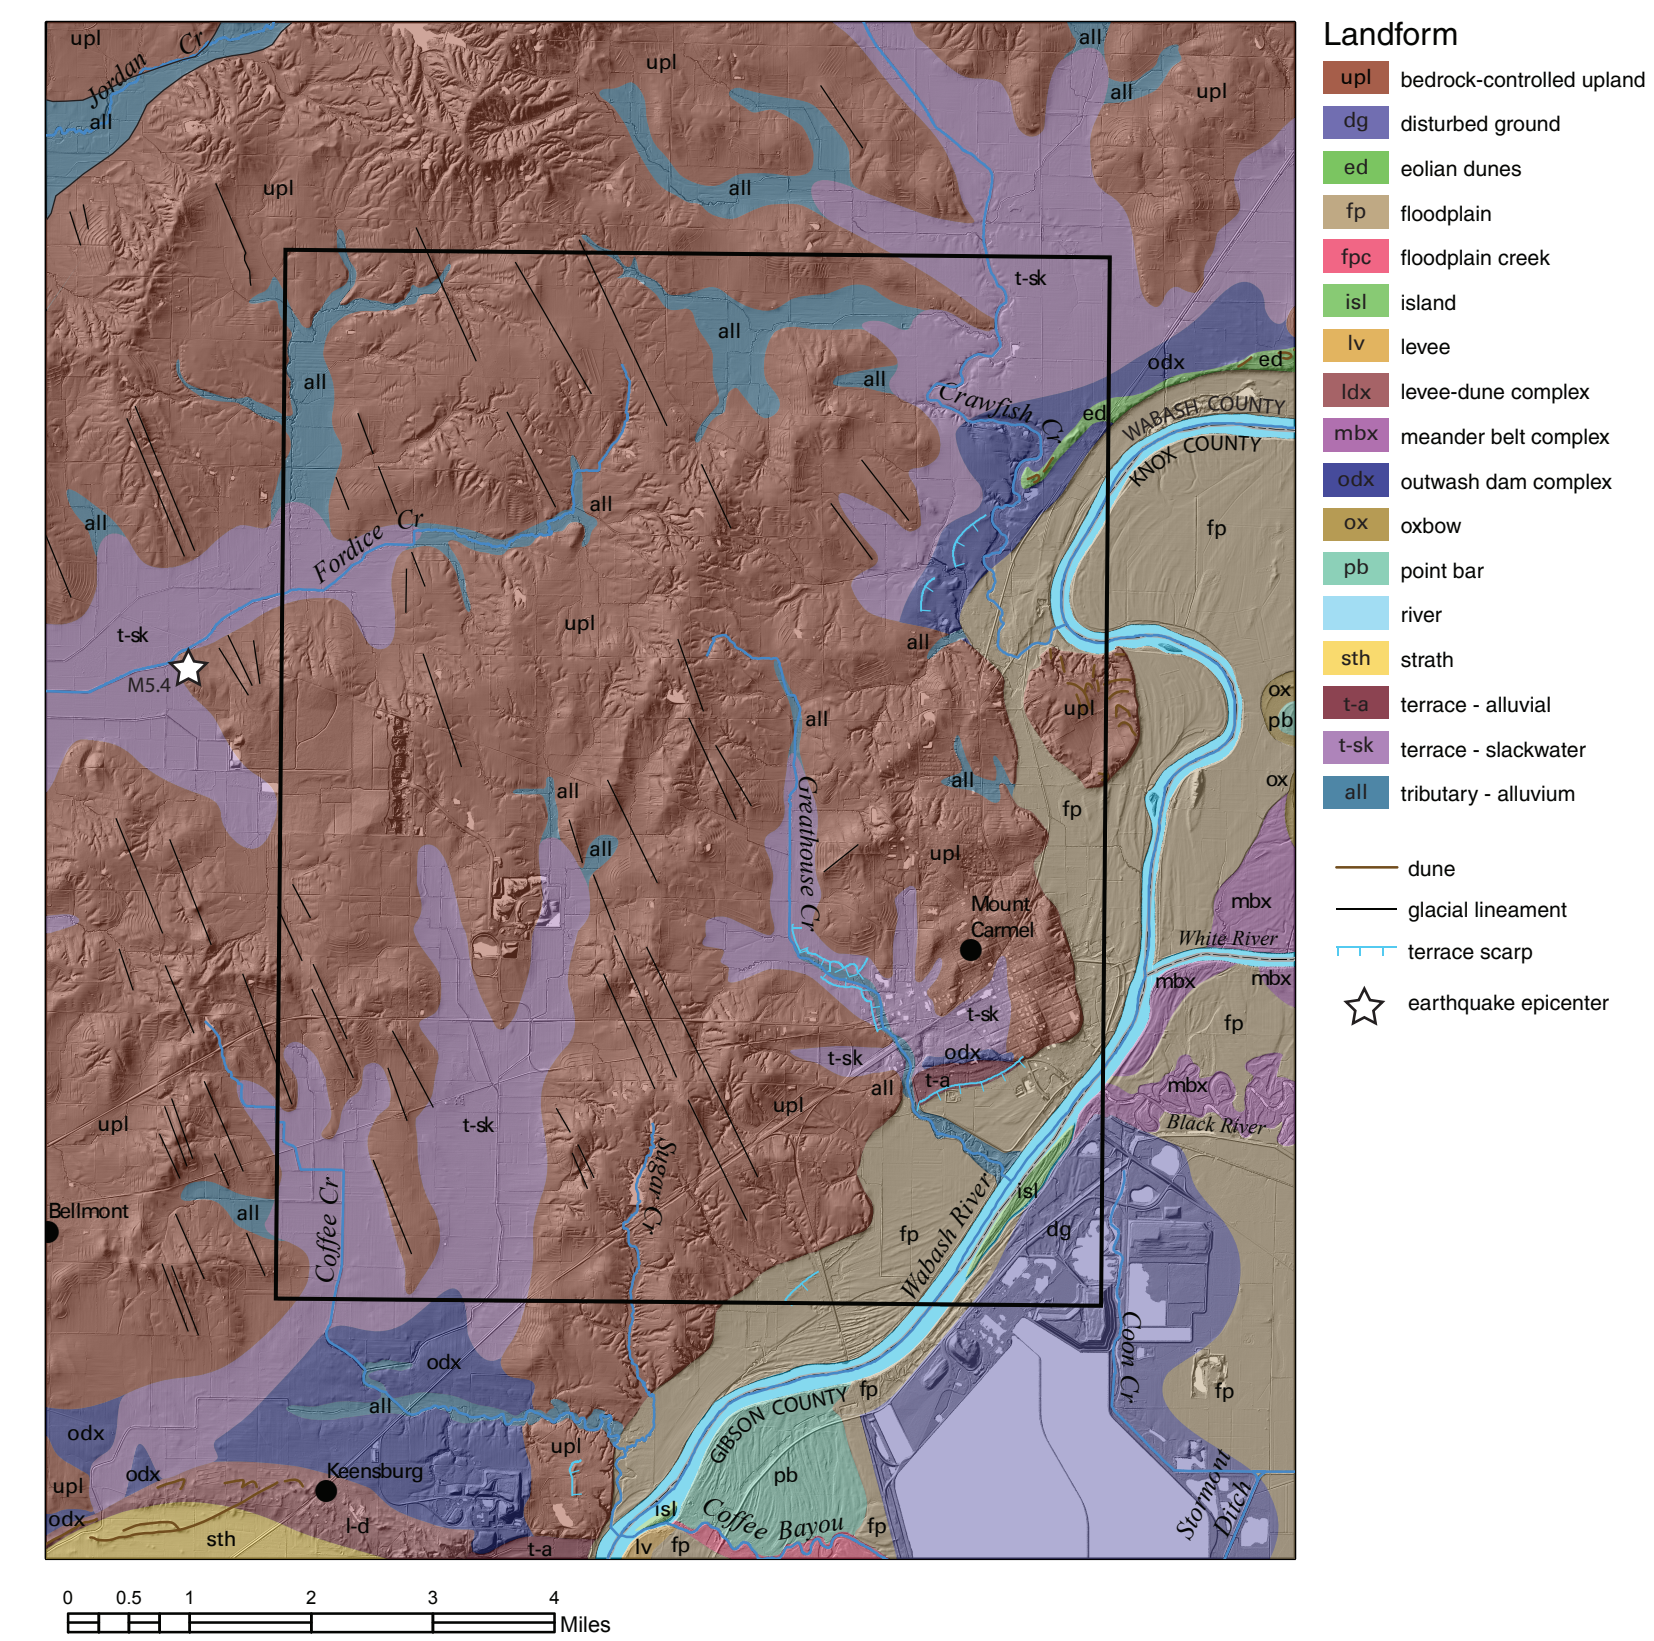 upl
Jordan Cr
all
upl
all
all
upl
upl
all
t-sk
all
all
all
odx
ed
ed
Crawfish Cr
WABASH COUNTY
KNOX COUNTY
all
all
Fordice Cr
fp
t-sk
M5.4
upl
all
upl
ox
pb
all
all
ox
all
fp
all
Greathouse Cr
upl
Mount
Carmel
mbx
White River
mbx
mbx
t-sk
fp
t-sk
odx
all
t-a
mbx
upl
upl
t-sk
Black River
Sugar Cr
Bellmont
all
Coffee Cr
isl
fp
dg
Wabash River
Coon Cr
odx
fp
fp
all
GIBSON COUNTY
odx
upl
pb
odx
Keensburg
upl
odx
sth
l-d
t-a
isl
Coffee Bayou
fp
lv
fp
Stormont
Ditch
Landform
upl bedrock-controlled upland
dg disturbed ground
ed eolian dunes
fp floodplain
fpc floodplain creek
isl island
lv levee
ldx levee-dune complex
mbx meander belt complex
odx outwash dam complex
ox oxbow
pb point bar
river
sth strath
t-a terrace - alluvial
t-sk terrace - slackwater
all tributary - alluvium
dune
glacial lineament
terrace scarp
earthquake epicenter
0 0.5 1 2 3 4
Miles